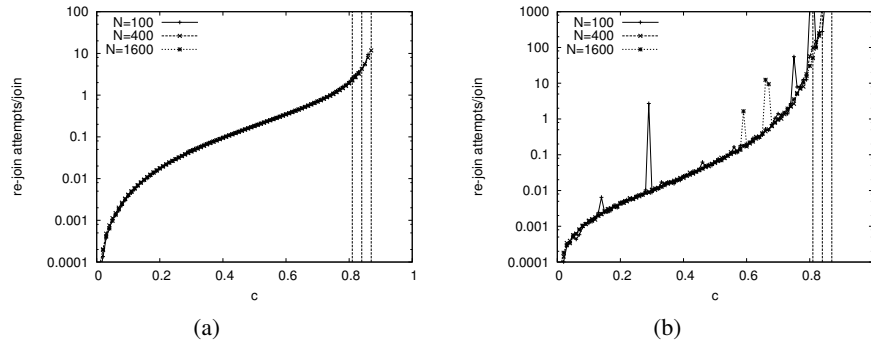 100
10
1
0.1
0.01
0.001
0.0001
re-join attempts/join
N=100
N=400
N=1600
0 0.2 0.4 0.6 0.8 1
c
(a)
1000
100
10
1
0.1
0.01
0.001
0.0001
re-join attempts/join
N=100
N=400
N=1600
0 0.2 0.4 0.6 0.8
c
(b)